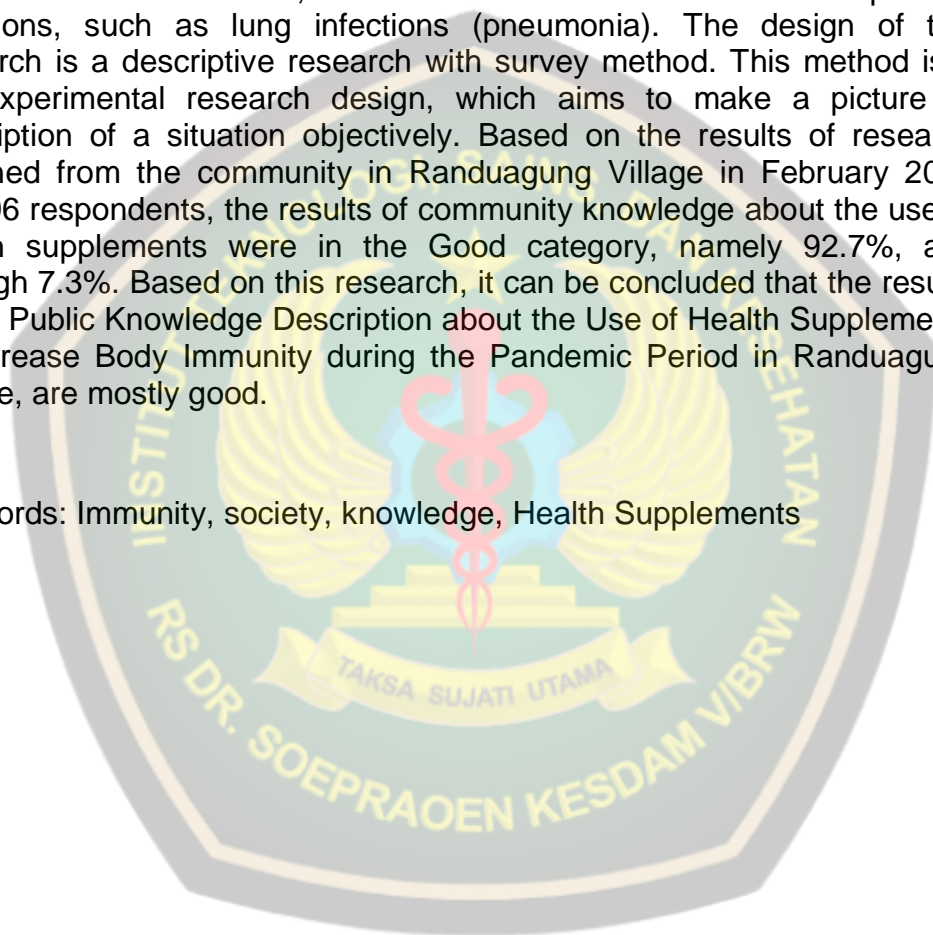 ons, such as lung infections (pneumonia). The design of t
rch is a descriptive research with survey method. This method is
xperimental research design, which aims to make a picture
iption of a situation objectively. Based on the results of resear
ned from the community in Randuagung Village in February 20
06 respondents, the results of community knowledge about the use
n supplements were in the Good category, namely 92.7%, a
gh 7.3%. Based on this research, it can be concluded that the resu
Public Knowledge Description about the Use of Health Suppleme
rease Body Immunity during the Pandemic Period in Randuagu
e, are mostly good.
ords: Immunity, society, knowledge, Health Supplements
INSTITUT TEKNOLOGI, SAINS, DAN KESEHATAN
TAKSA SUJATI UTAMA
RS DR. SOEPRAOEN KESDAM V/BRW